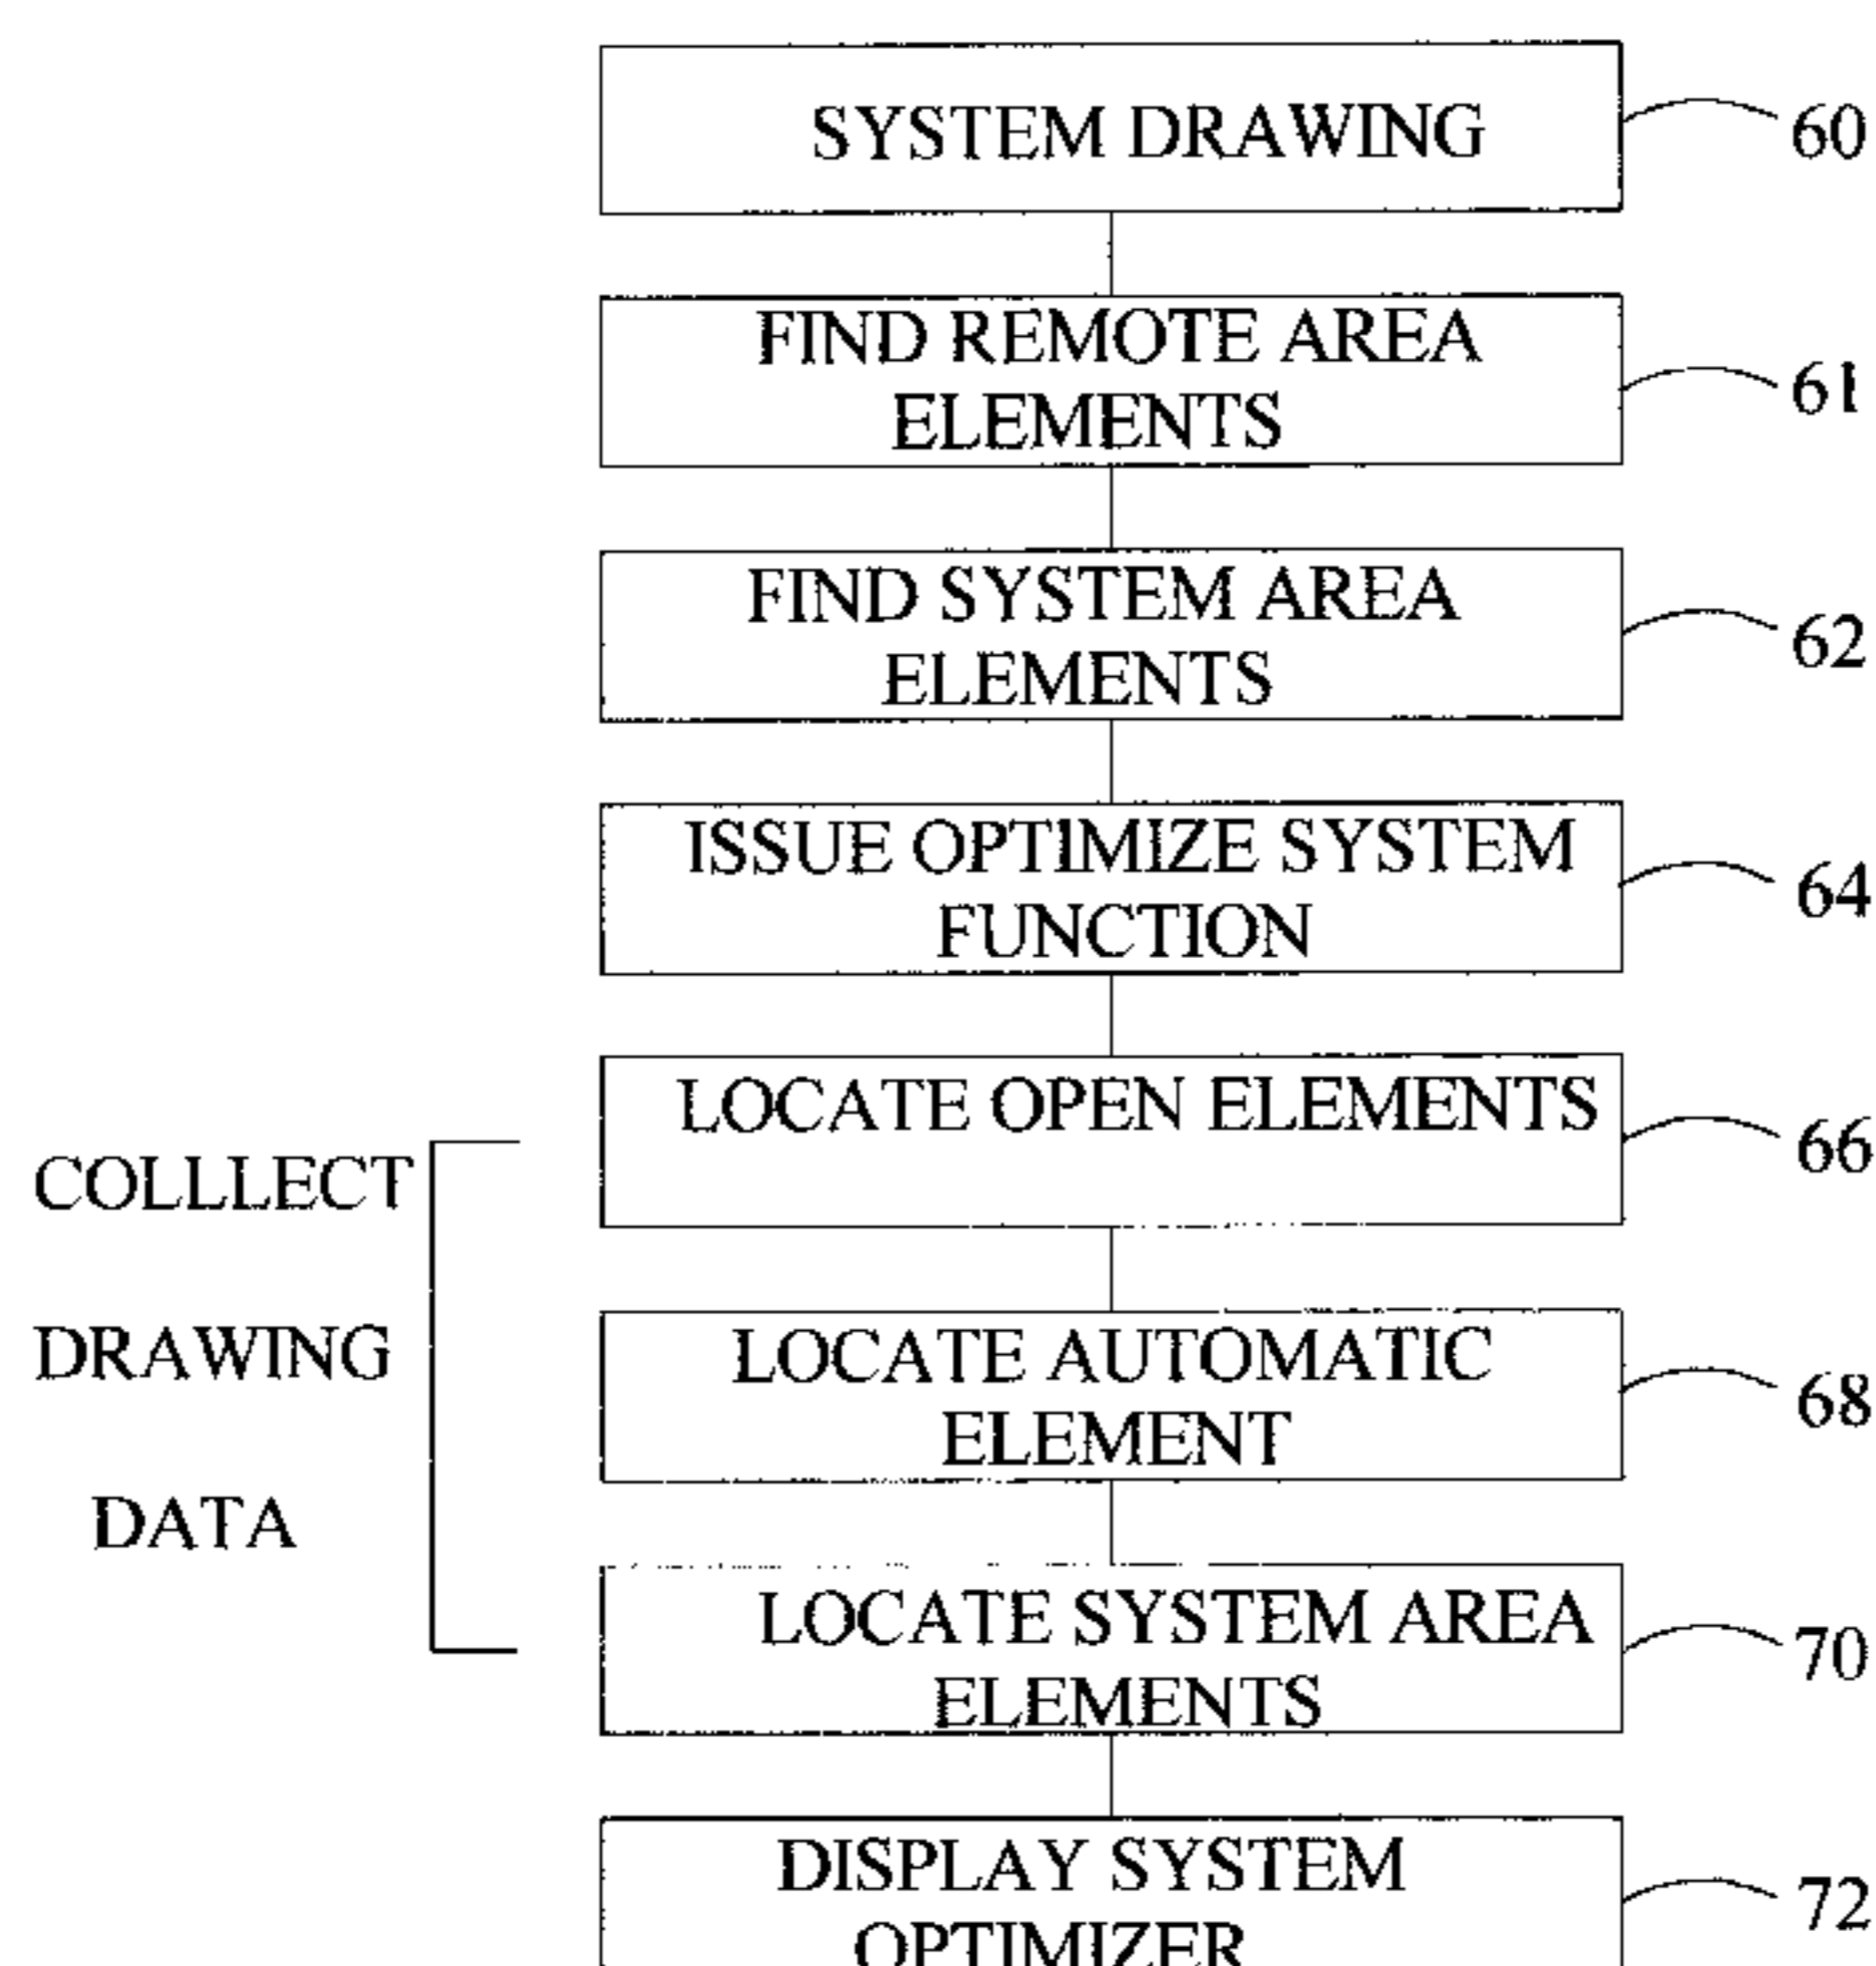 SYSTEM DRAWING
60
FIND REMOTE AREA
ELEMENTS
61
FIND SYSTEM AREA
ELEMENTS
62
ISSUE OPTIMIZE SYSTEM
FUNCTION
64
LOCATE OPEN ELEMENTS
66
COLLLECT
DRAWING
DATA
LOCATE AUTOMATIC
ELEMENT
68
LOCATE SYSTEM AREA
ELEMENTS
70
DISPLAY SYSTEM
OPTIMIZER
72